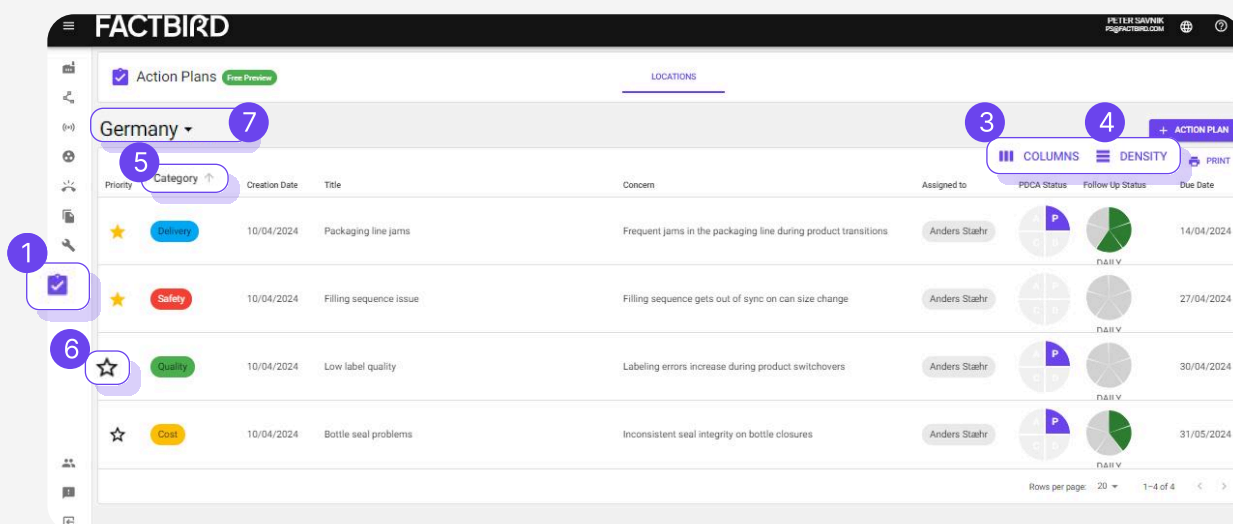 FACTBIRD
PETER SAVNIK
PS@FACTBIRD.COM
Action Plans Free Preview
LOCATIONS
Germany
7
3
4
+ ACTION PLAN
COLUMNS
DENSITY
PRINT
5
Priority Category Creation Date Title Concern Assigned to PDCA Status Follow Up Status Due Date
Delivery 10/04/2024 Packaging line jams Frequent jams in the packaging line during product transitions Anders Stæhr A P C D 14/04/2024
DAILY
1
Safety 10/04/2024 Filling sequence issue Filling sequence gets out of sync on can size change Anders Stæhr A P C D 27/04/2024
DAILY
6
Quality 10/04/2024 Low label quality Labeling errors increase during product switchovers Anders Stæhr A P C D 30/04/2024
DAILY
Cost 10/04/2024 Bottle seal problems Inconsistent seal integrity on bottle closures Anders Stæhr A P C D 31/05/2024
DAILY
Rows per page: 20 1–4 of 4